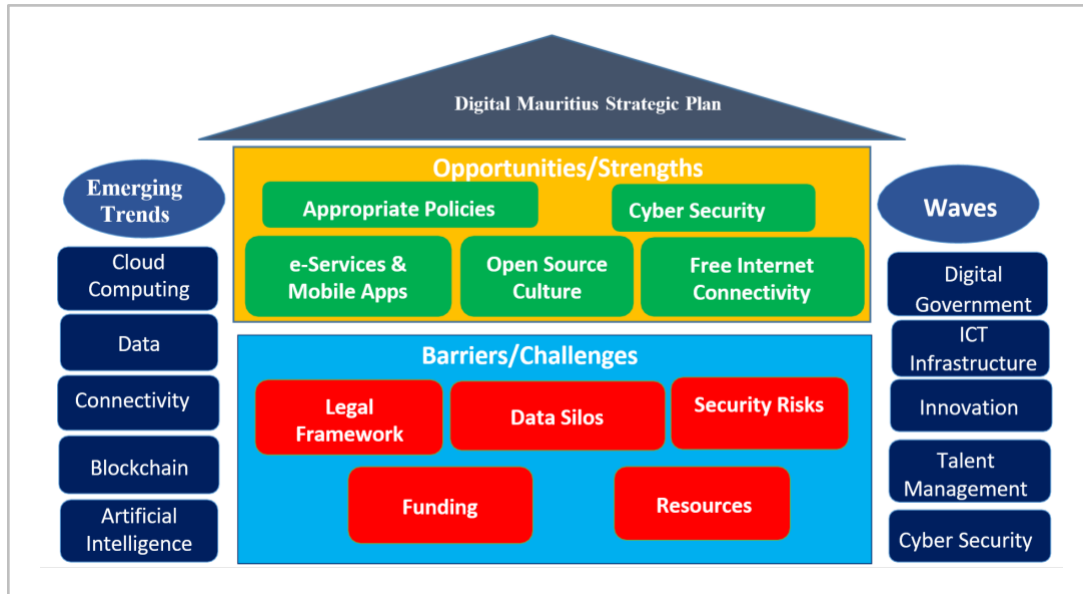 Digital Mauritius Strategic Plan
Emerging
Trends
Cloud
Computing
Data
Connectivity
Blockchain
Artificial
Intelligence
Opportunities/Strengths
Appropriate Policies
Cyber Security
e-Services &
Mobile Apps
Open Source
Culture
Free Internet
Connectivity
Barriers/Challenges
Legal
Framework
Data Silos
Security Risks
Funding
Resources
Waves
Digital
Government
ICT
Infrastructure
Innovation
Talent
Management
Cyber Security